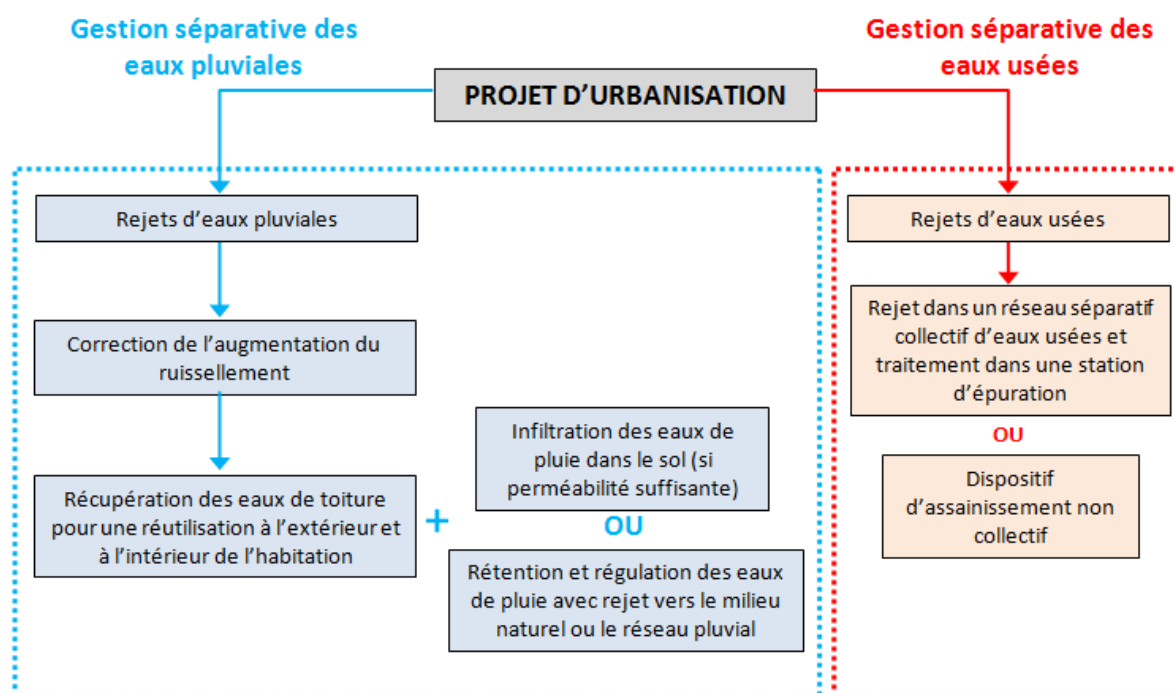 Gestion séparative des
eaux pluviales
Gestion séparative des
eaux usées
PROJET D'URBANISATION
Rejets d'eaux pluviales
Correction de l'augmentation du
ruissellement
Récupération des eaux de toiture
pour une réutilisation à l'extérieur et
à l'intérieur de l'habitation
+
Infiltration des eaux de
pluie dans le sol (si
perméabilité suffisante)
OU
Rétention et régulation des eaux
de pluie avec rejet vers le milieu
naturel ou le réseau pluvial
Rejets d'eaux usées
Rejet dans un réseau séparatif
collectif d'eaux usées et
traitement dans une station
d'épuration
OU
Dispositif
d'assainissement non
collectif